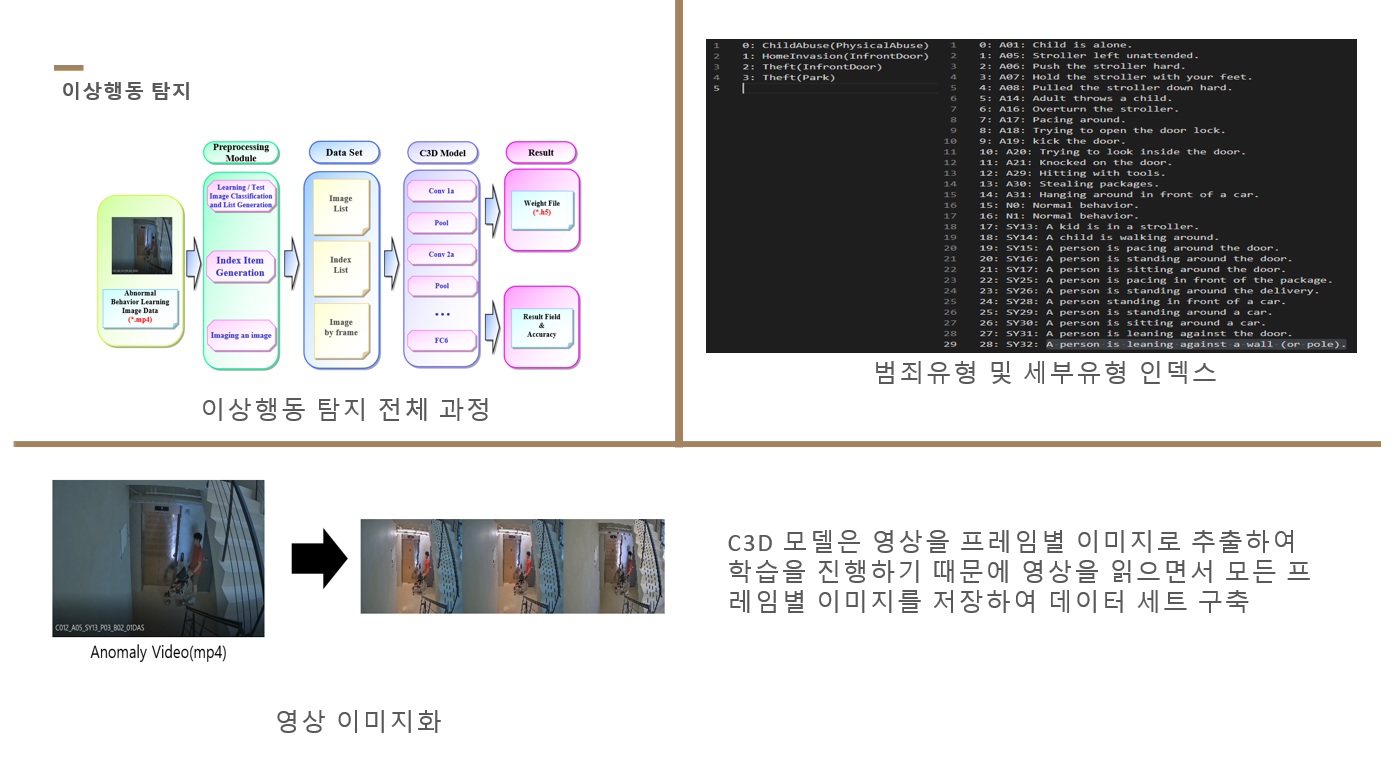 이상행동 탐지
Preprocessing
Module
Data Set
C3D Model
Result
Abnormal
Behavior Learning
Image Data
(*.mp4)
Learning / Test
Image Classification
and List Generation
Index Item
Generation
Imaging an image
Image
List
Index
List
Image
by frame
Conv 1a
Pool
Conv 2a
Pool
...
FC6
Weight File
(*.h5)
Result Field
&
Accuracy
이상행동 탐지 전체 과정
1 0: ChildAbuse(PhysicalAbuse)
2 1: HomeInvasion(InfrontDoor)
3 2: Theft(InfrontDoor)
4 3: Theft(Park)
5
1 0: A01: Child is alone.
2 1: A05: Stroller left unattended.
3 2: A06: Push the stroller hard.
4 3: A07: Hold the stroller with your feet.
5 4: A08: Pulled the stroller down hard.
6 5: A14: Adult throws a child.
7 6: A16: Overturn the stroller.
8 7: A17: Pacing around.
9 8: A18: Trying to open the door lock.
10 9: A19: kick the door.
11 10: A20: Trying to look inside the door.
12 11: A21: Knocked on the door.
13 12: A29: Hitting with tools.
14 13: A30: Stealing packages.
15 14: A31: Hanging around in front of a car.
16 15: N0: Normal behavior.
17 16: N1: Normal behavior.
18 17: SY13: A kid is in a stroller.
19 18: SY14: A child is walking around.
20 19: SY15: A person is pacing around the door.
21 20: SY16: A person is standing around the door.
22 21: SY17: A person is sitting around the door.
23 22: SY25: A person is pacing in front of the package.
24 23: SY26: A person is standing around the delivery.
25 24: SY28: A person standing in front of a car.
26 25: SY29: A person is standing around a car.
27 26: SY30: A person is sitting around a car.
28 27: SY31: A person is leaning against the door.
29 28: SY32: A person is leaning against a wall (or pole).
범죄유형 및 세부유형 인덱스
C012_A05_SY13_P03_B02_01DAS
Anomaly Video(mp4)
영상 이미지화
C3D 모델은 영상을 프레임별 이미지로 추출하여
학습을 진행하기 때문에 영상을 읽으면서 모든 프
레임별 이미지를 저장하여 데이터 세트 구축